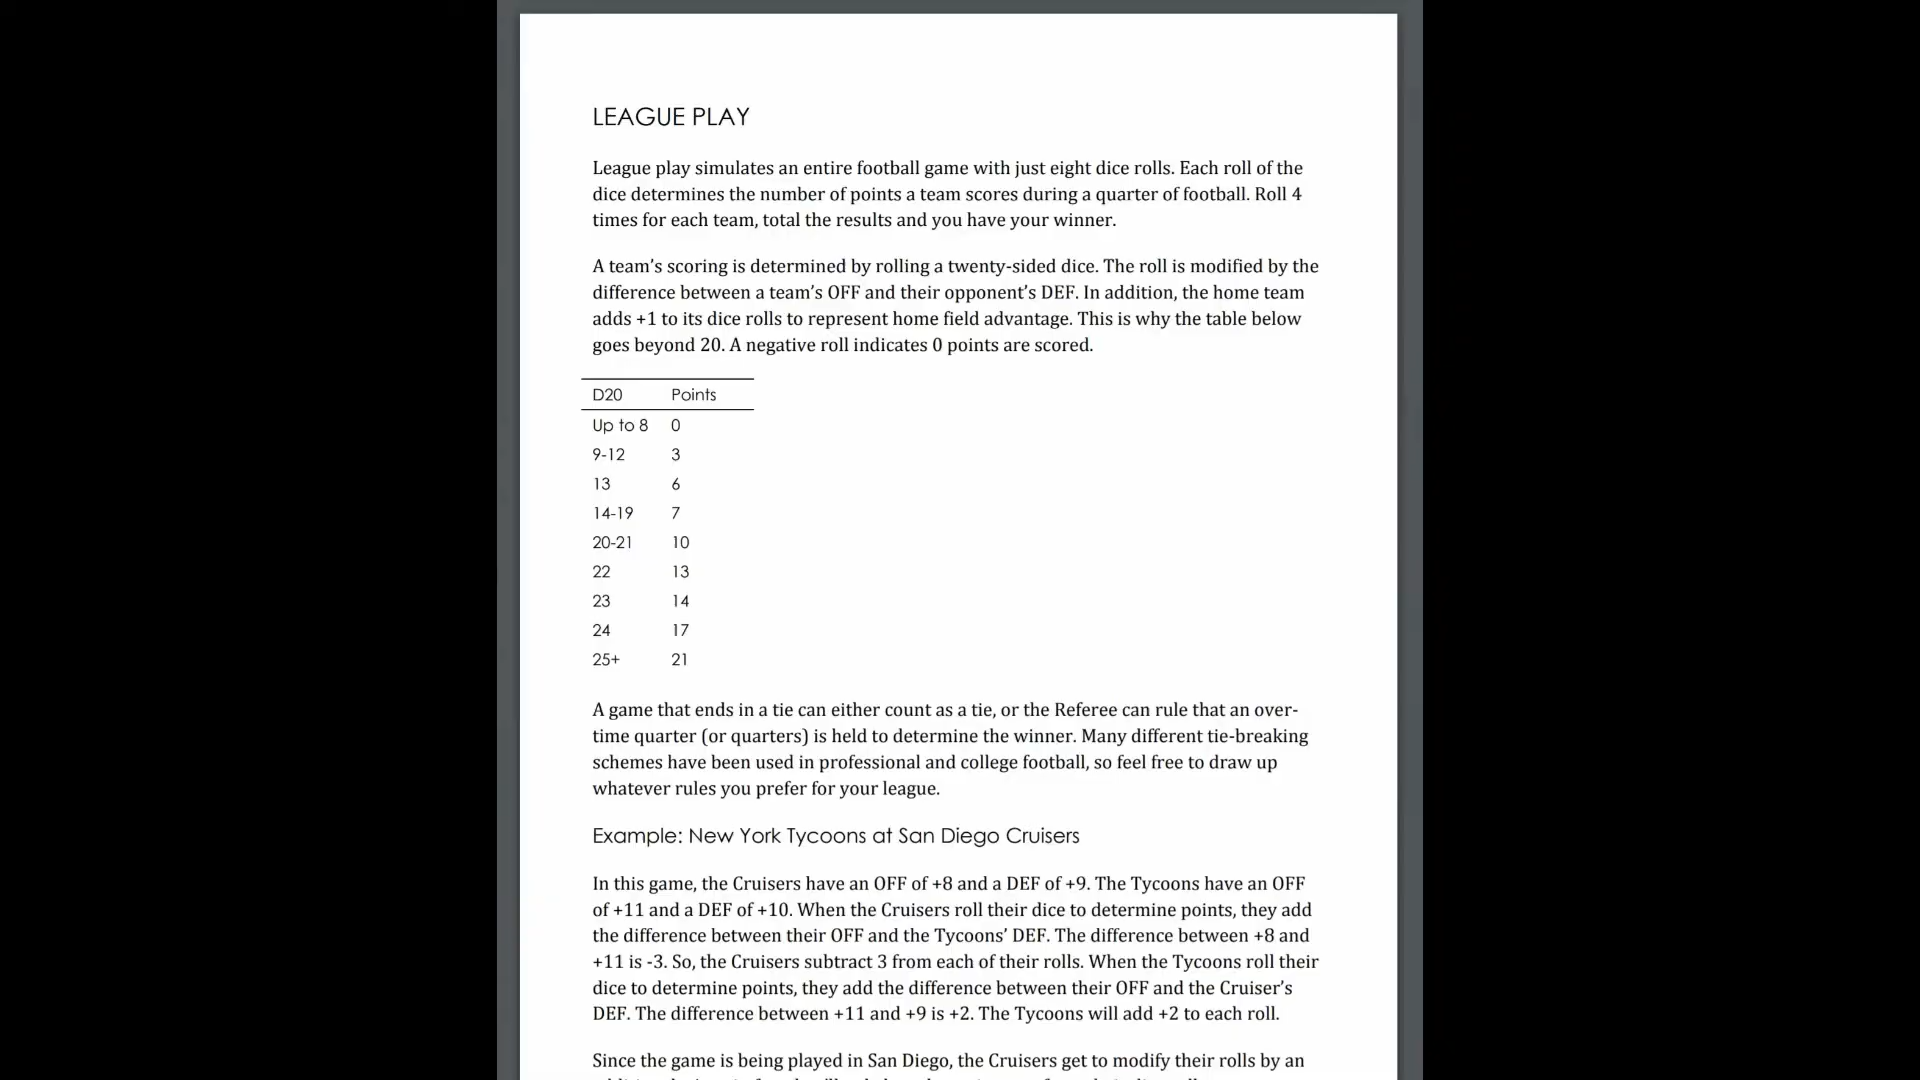 LEAGUE PLAY
League play simulates an entire football game with just eight dice rolls. Each roll of the
dice determines the number of points a team scores during a quarter of football. Roll 4
times for each team, total the results and you have your winner.
A team’s scoring is determined by rolling a twenty-sided dice. The roll is modified by the
difference between a team’s OFF and their opponent’s DEF. In addition, the home team
adds +1 to its dice rolls to represent home field advantage. This is why the table below
goes beyond 20. A negative roll indicates 0 points are scored.
D20 Points
Up to 8 0
9-12 3
13 6
14-19 7
20-21 10
22 13
23 14
24 17
25+ 21
A game that ends in a tie can either count as a tie, or the Referee can rule that an over-
time quarter (or quarters) is held to determine the winner. Many different tie-breaking
schemes have been used in professional and college football, so feel free to draw up
whatever rules you prefer for your league.
Example: New York Tycoons at San Diego Cruisers
In this game, the Cruisers have an OFF of +8 and a DEF of +9. The Tycoons have an OFF
of +11 and a DEF of +10. When the Cruisers roll their dice to determine points, they add
the difference between their OFF and the Tycoons’ DEF. The difference between +8 and
+11 is -3. So, the Cruisers subtract 3 from each of their rolls. When the Tycoons roll their
dice to determine points, they add the difference between their OFF and the Cruiser’s
DEF. The difference between +11 and +9 is +2. The Tycoons will add +2 to each roll.
Since the game is being played in San Diego, the Cruisers get to modify their rolls by an